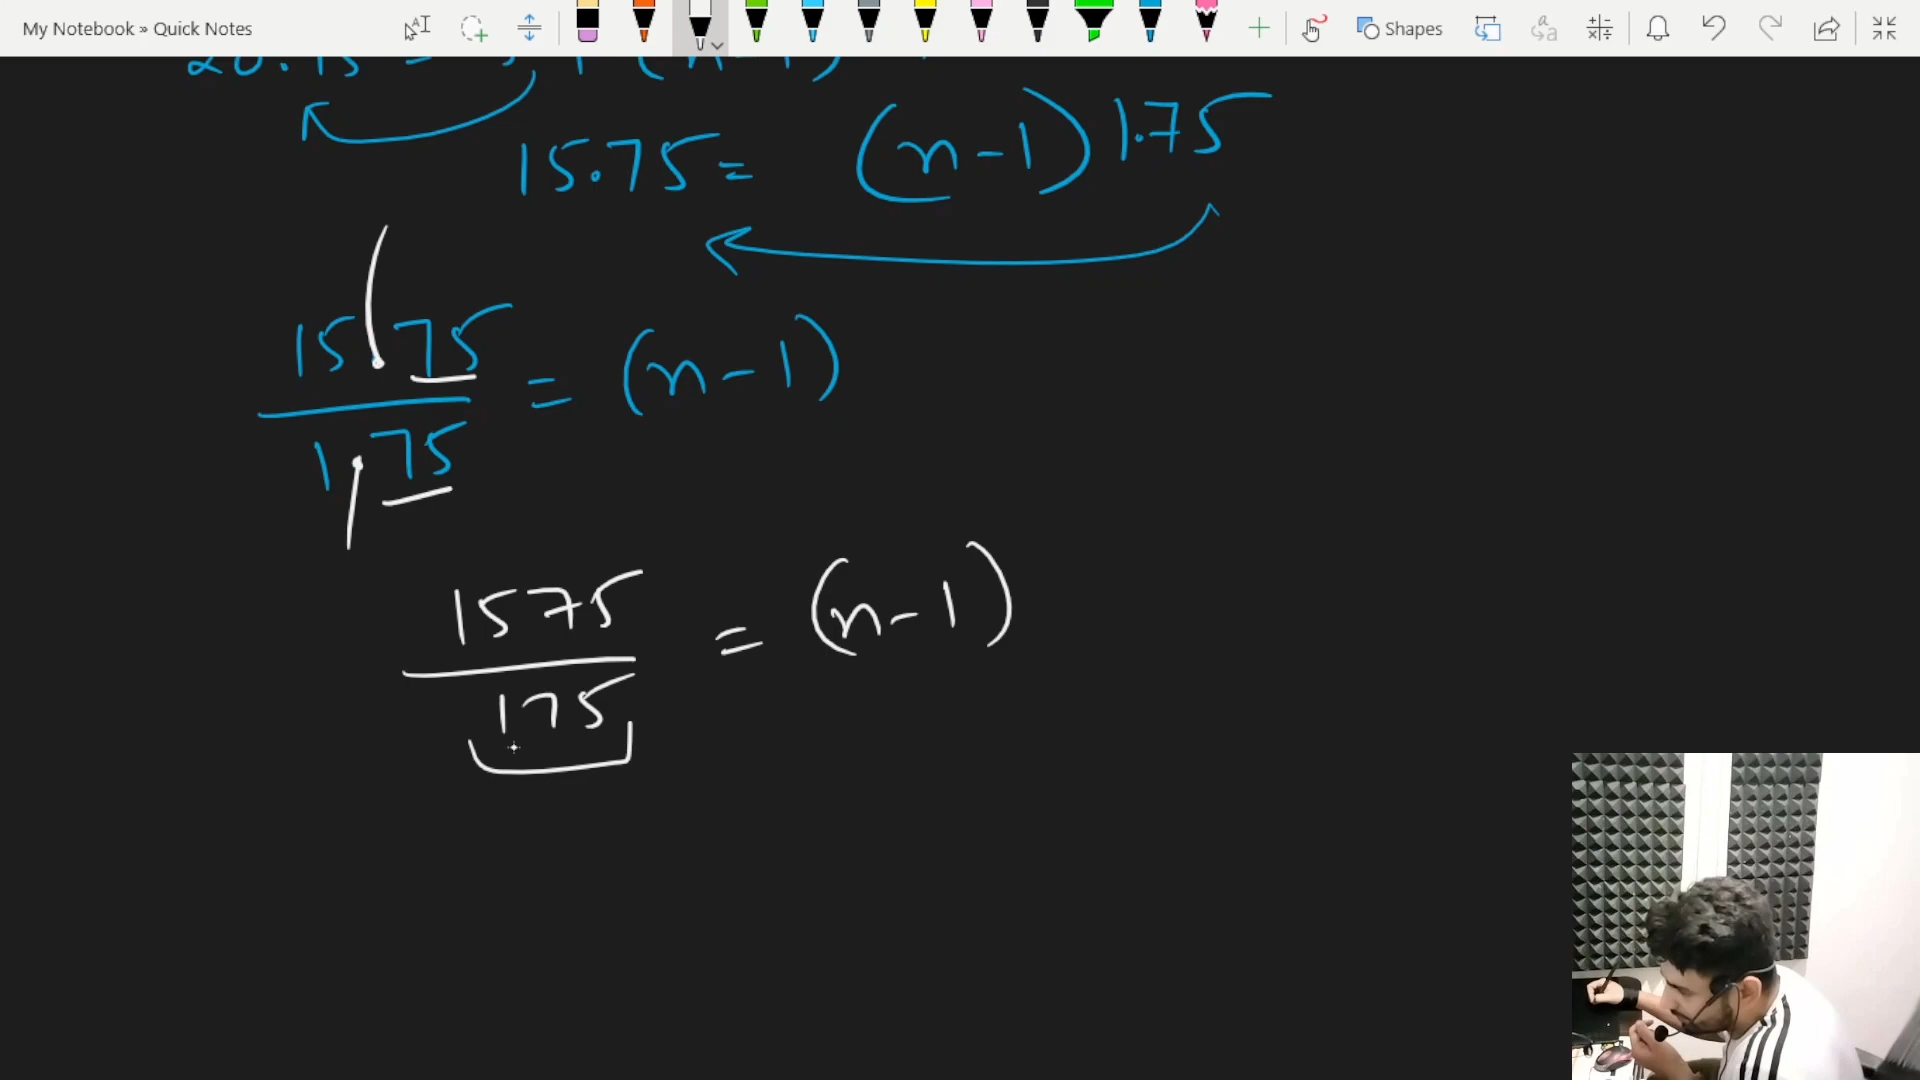 My Notebook » Quick Notes
Shapes
15.75 = (n-1) 1.75
15.75
1.75
= (n-1)
1575
175
= (n-1)